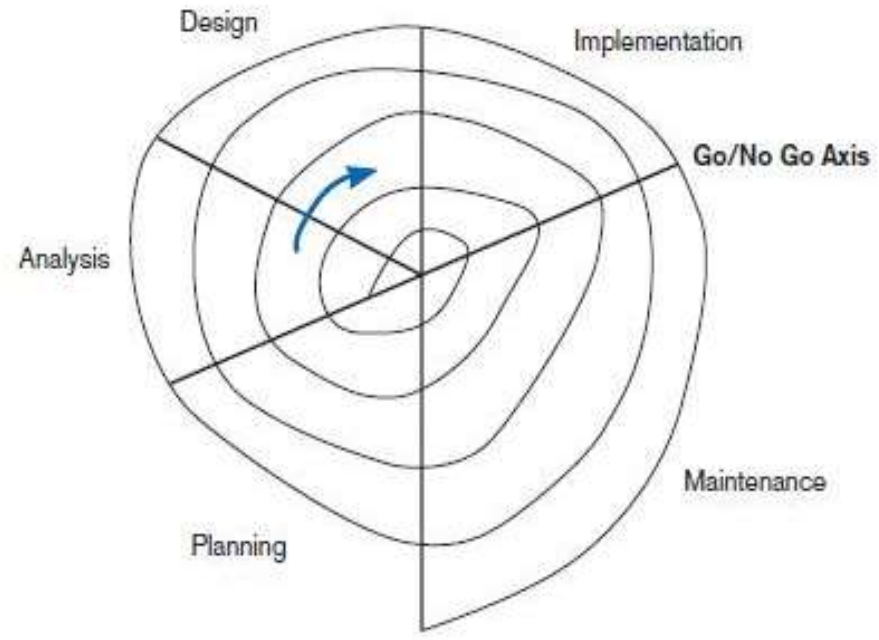 Design
Implementation
Go/No Go Axis
Analysis
Maintenance
Planning